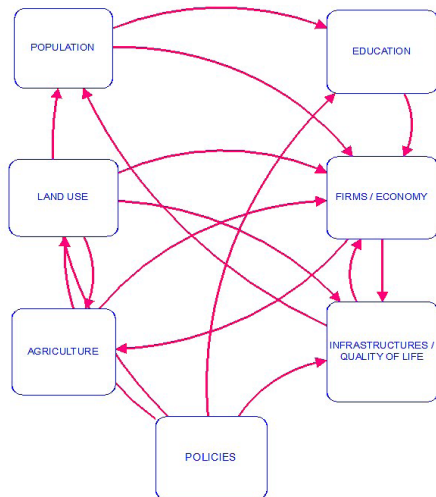 POPULATION
EDUCATION
LAND USE
FIRMS / ECONOMY
AGRICULTURE
INFRASTRUCTURES /
QUALITY OF LIFE
POLICIES